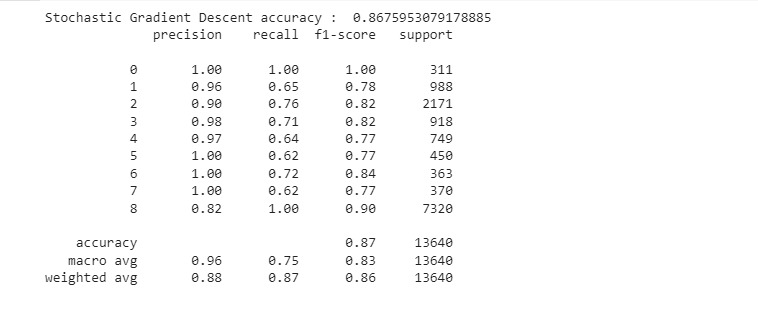 Stochastic Gradient Descent accuracy :  0.8675953079178885
              precision    recall  f1-score   support

           0       1.00      1.00      1.00       311
           1       0.96      0.65      0.78       988
           2       0.90      0.76      0.82      2171
           3       0.98      0.71      0.82       918
           4       0.97      0.64      0.77       749
           5       1.00      0.62      0.77       450
           6       1.00      0.72      0.84       363
           7       1.00      0.62      0.77       370
           8       0.82      1.00      0.90      7320

    accuracy                           0.87     13640
   macro avg       0.96      0.75      0.83     13640
weighted avg       0.88      0.87      0.86     13640